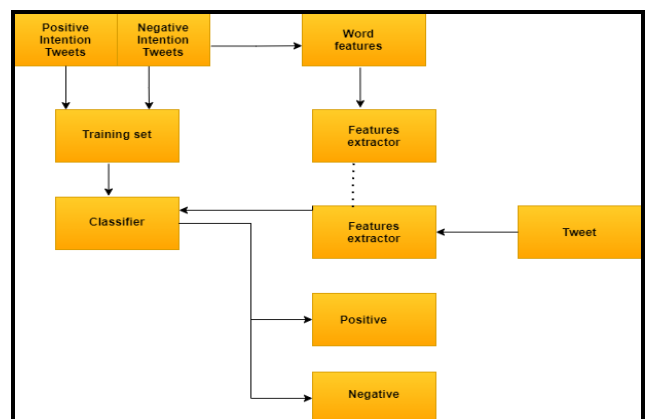 Positive
Intention
Tweets
Negative
Intention
Tweets
Word
features
Training set
Features
extractor
Classifier
Features
extractor
Tweet
Positive
Negative